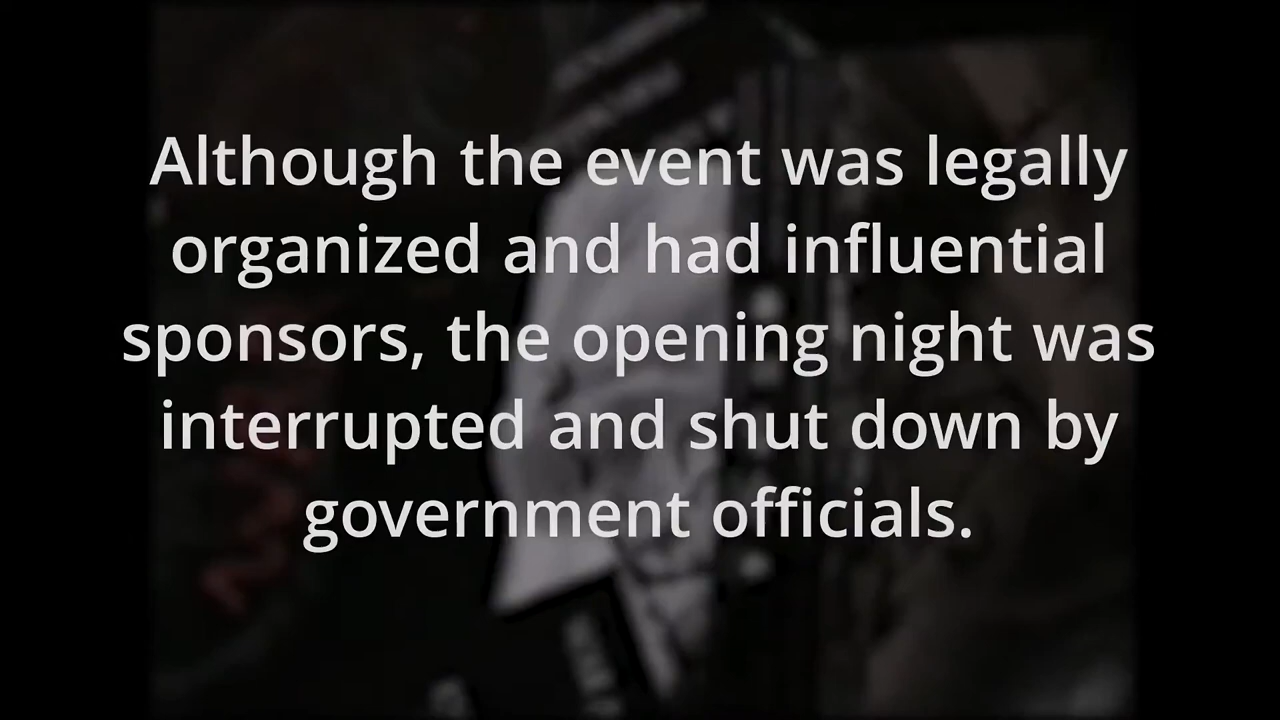 Although the event was legally
organized and had influential
sponsors, the opening night was
interrupted and shut down by
government officials.